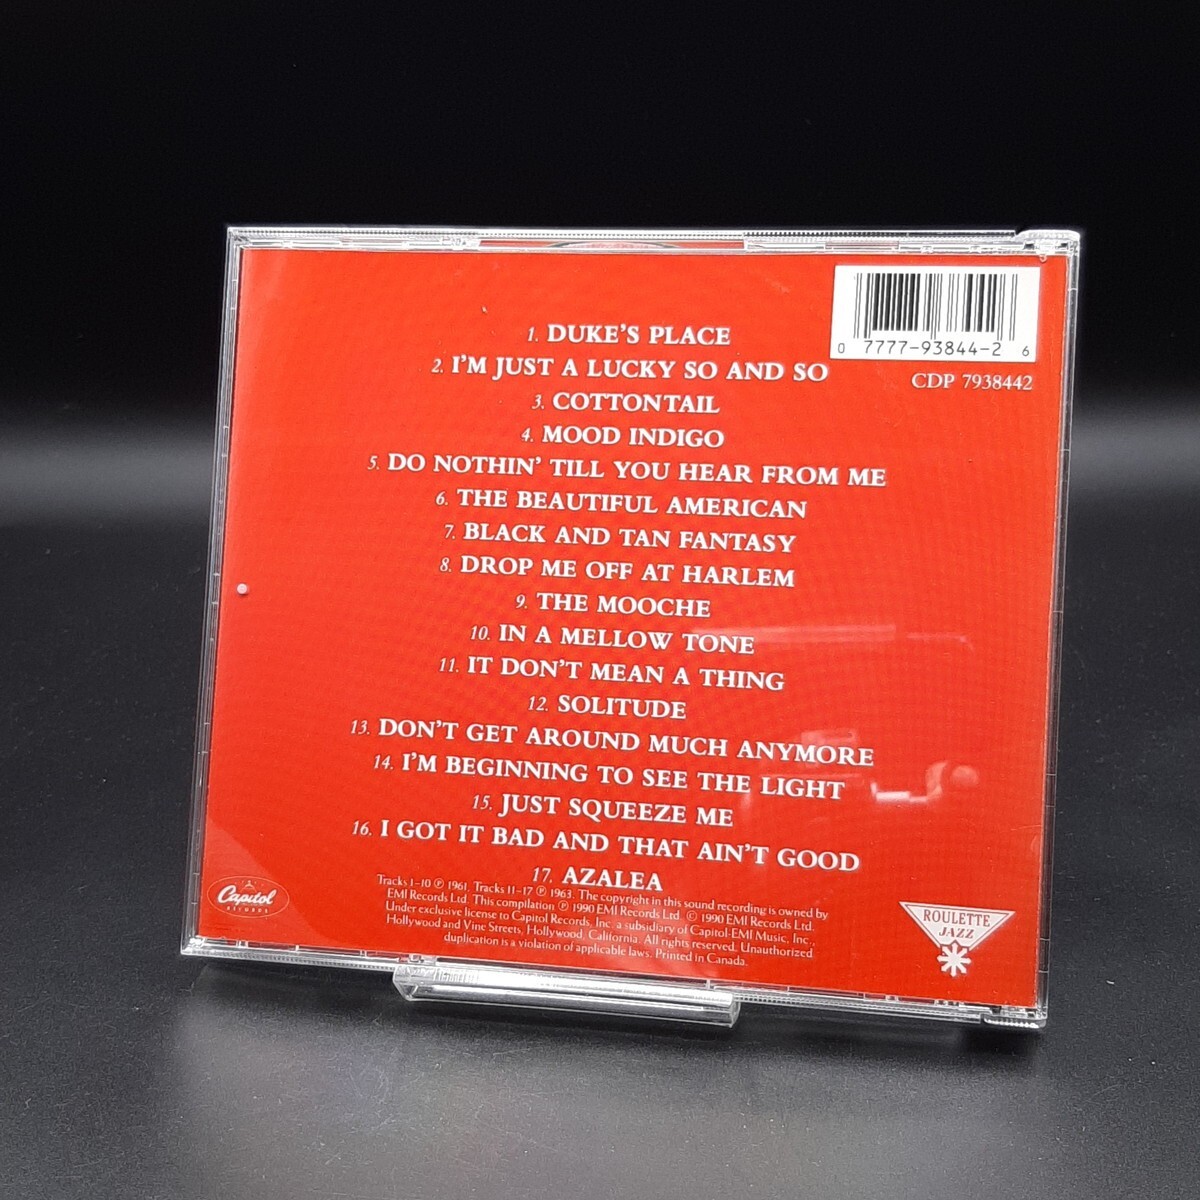 0 7777-93844-2 6
CDP 7938442
1. DUKE'S PLACE
2. I'M JUST A LUCKY SO AND SO
3. COTTONTAIL
4. MOOD INDIGO
5. DO NOTHIN' TILL YOU HEAR FROM ME
6. THE BEAUTIFUL AMERICAN
7. BLACK AND TAN FANTASY
8. DROP ME OFF AT HARLEM
9. THE MOOCHE
10. IN A MELLOW TONE
11. IT DON'T MEAN A THING
12. SOLITUDE
13. DON'T GET AROUND MUCH ANYMORE
14. I'M BEGINNING TO SEE THE LIGHT
15. JUST SQUEEZE ME
16. I GOT IT BAD AND THAT AIN'T GOOD
17. AZALEA
Tracks 1-10 ℗ 1961, Tracks 11-17 ℗ 1963. The copyright in this sound recording is owned by
EMI Records Ltd. This compilation ℗ 1990 EMI Records Ltd. © 1990 EMI Records Ltd.
Under exclusive license to Capitol Records, Inc. a subsidiary of Capitol-EMI Music, Inc.,
Hollywood and Vine Streets, Hollywood, California. All rights reserved. Unauthorized
duplication is a violation of applicable laws. Printed in Canada.
Capitol
RECORDS
ROULETTE
JAZZ